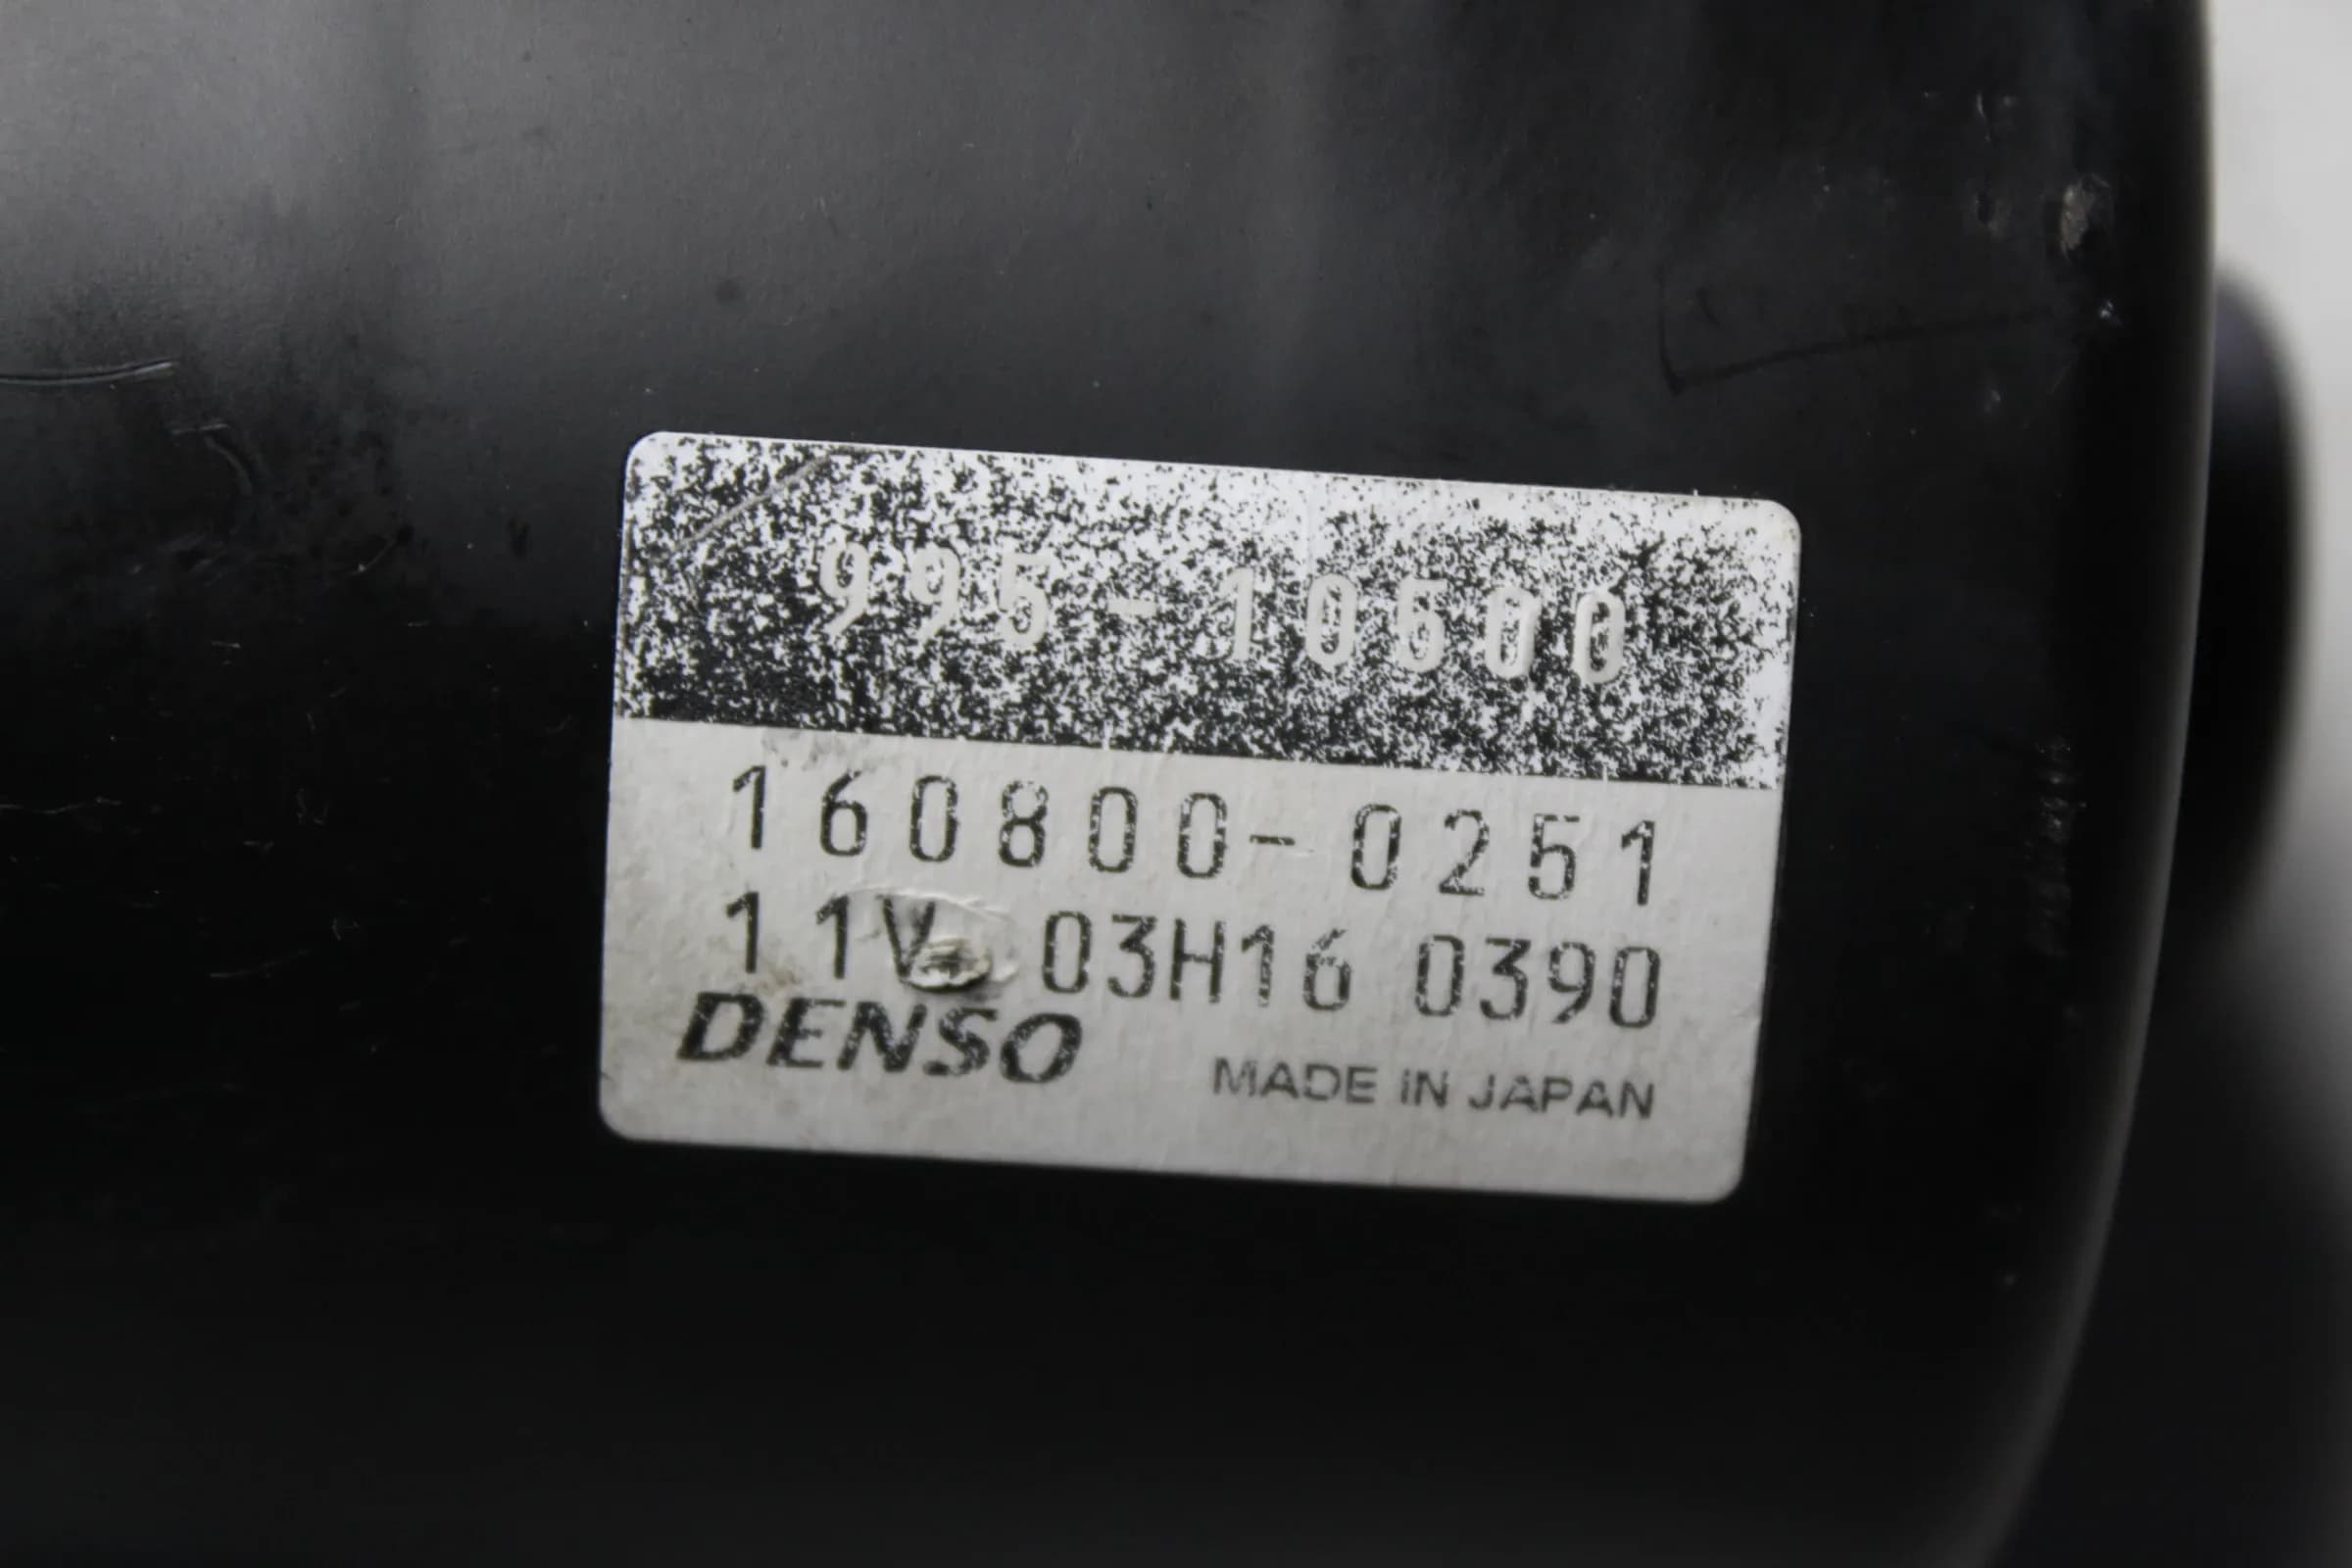 995-10500
160800-0251
11V 03H16 0390
DENSO
MADE IN JAPAN